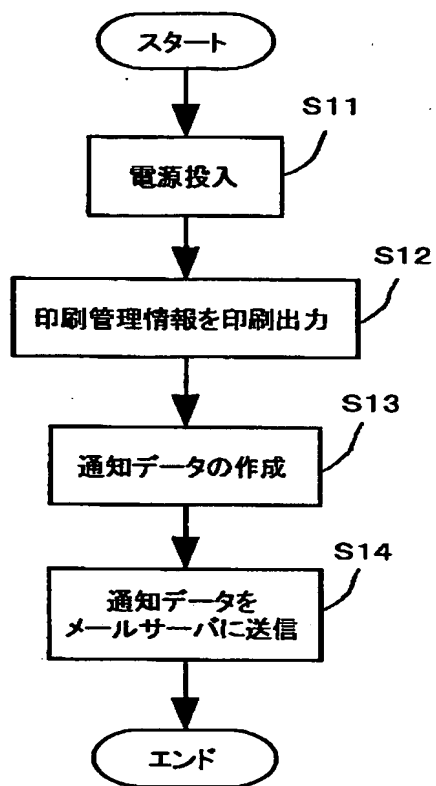 スタート
S11
電源投入
S12
印刷管理情報を印刷出力
S13
通知データの作成
S14
通知データを
メールサーバに送信
エンド